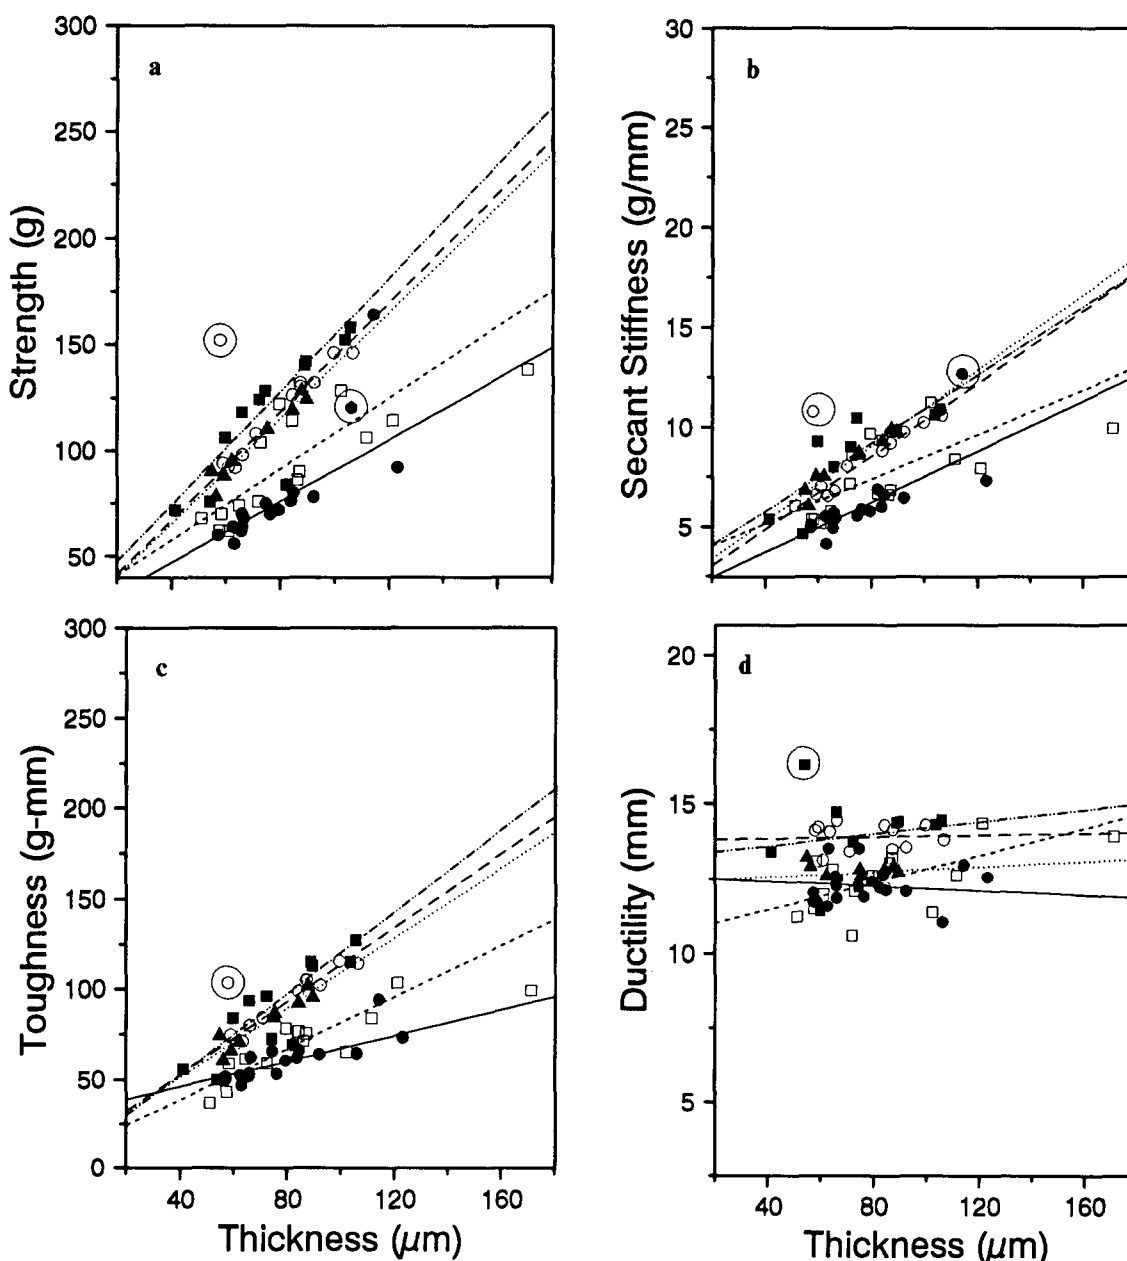 a
300
250
200
150
100
50
Strength (g)
b
30
25
20
15
10
5
Secant Stiffness (g/mm)
c
300
250
200
150
100
50
0
Toughness (g-mm)
40 80 120 160
Thickness (μm)
d
20
15
10
5
Ductility (mm)
40 80 120 160
Thickness (μm)